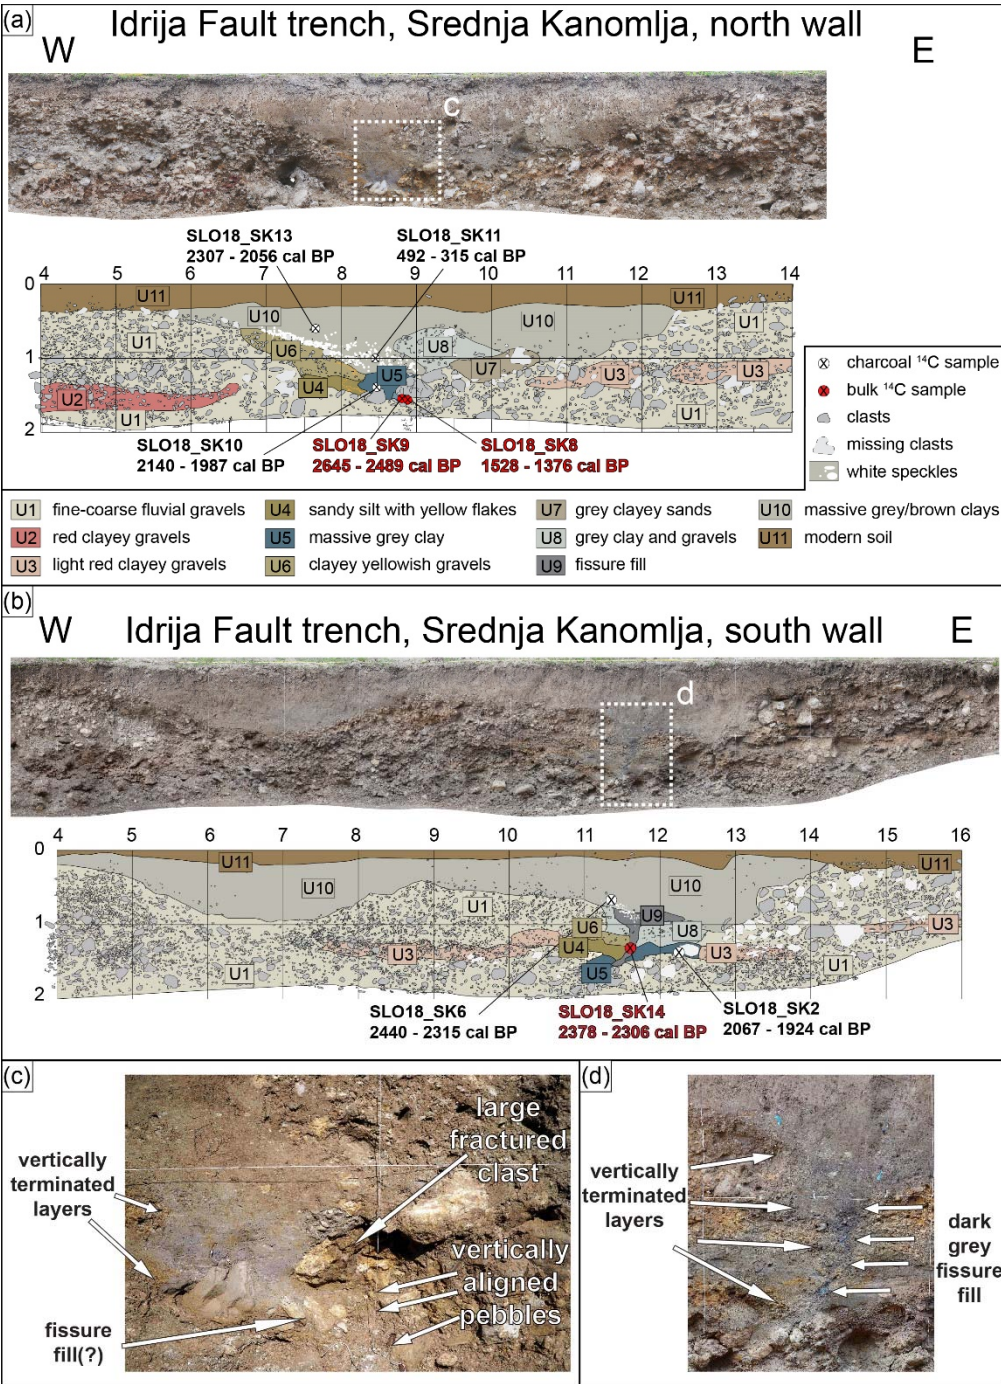 (a)
Idrija Fault trench, Srednja Kanomlja, north wall
W
E
c
SLO18_SK13
2307 - 2056 cal BP
SLO18_SK11
492 - 315 cal BP
4 5 6 7 8 9 10 11 12 13 14
0
1
2
U11
U10
U1
U6
U4
U2
U1
U5
U8
U7
U10
U3
U11
U1
U3
U1
SLO18_SK10
2140 - 1987 cal BP
SLO18_SK9
2645 - 2489 cal BP
SLO18_SK8
1528 - 1376 cal BP
charcoal ¹⁴C sample
bulk ¹⁴C sample
clasts
missing clasts
white speckles
U1 fine-coarse fluvial gravels
U2 red clayey gravels
U3 light red clayey gravels
U4 sandy silt with yellow flakes
U5 massive grey clay
U6 clayey yellowish gravels
U7 grey clayey sands
U8 grey clay and gravels
U9 fissure fill
U10 massive grey/brown clays
U11 modern soil
(b)
W
Idrija Fault trench, Srednja Kanomlja, south wall
E
d
4 5 6 7 8 9 10 11 12 13 14 15 16
0
1
2
U11
U10
U1
U3
U1
U6
U4
U5
U9
U10
U8
U3
U1
U11
U3
SLO18_SK6
2440 - 2315 cal BP
SLO18_SK14
2378 - 2306 cal BP
SLO18_SK2
2067 - 1924 cal BP
(c)
vertically
terminated
layers
fissure
fill(?)
large
fractured
clast
vertically
aligned
pebbles
(d)
vertically
terminated
layers
dark
grey
fissure
fill